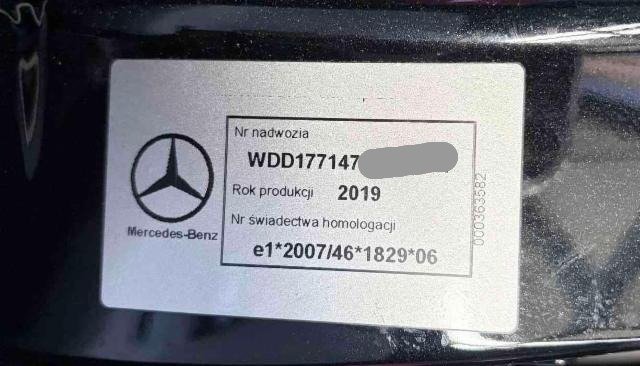 Nr nadwozia
WDD177147
Rok produkcji 2019
Nr świadectwa homologacji
e1*2007/46*1829*06
Mercedes-Benz
000363582